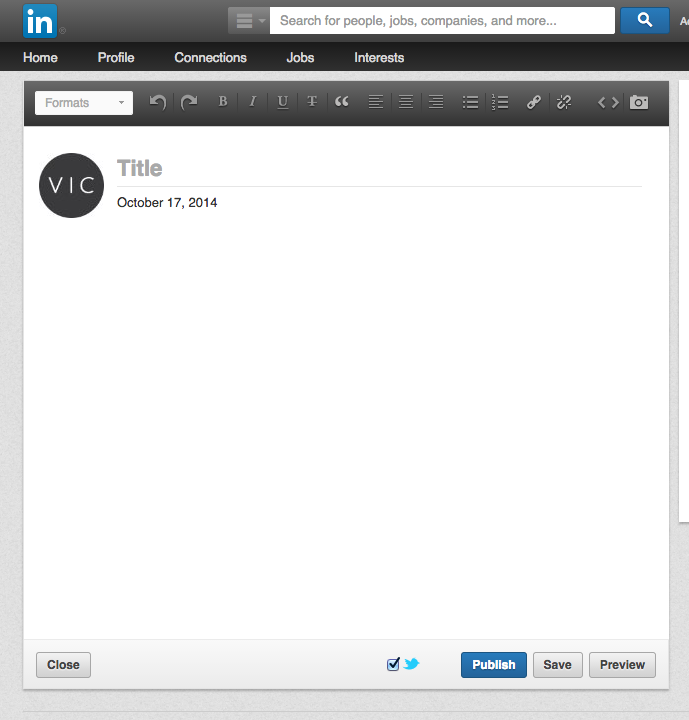 in
Search for people, jobs, companies, and more...
Home Profile Connections Jobs Interests
Formats B I U T “
VIC
Title
October 17, 2014
Close Publish Save Preview